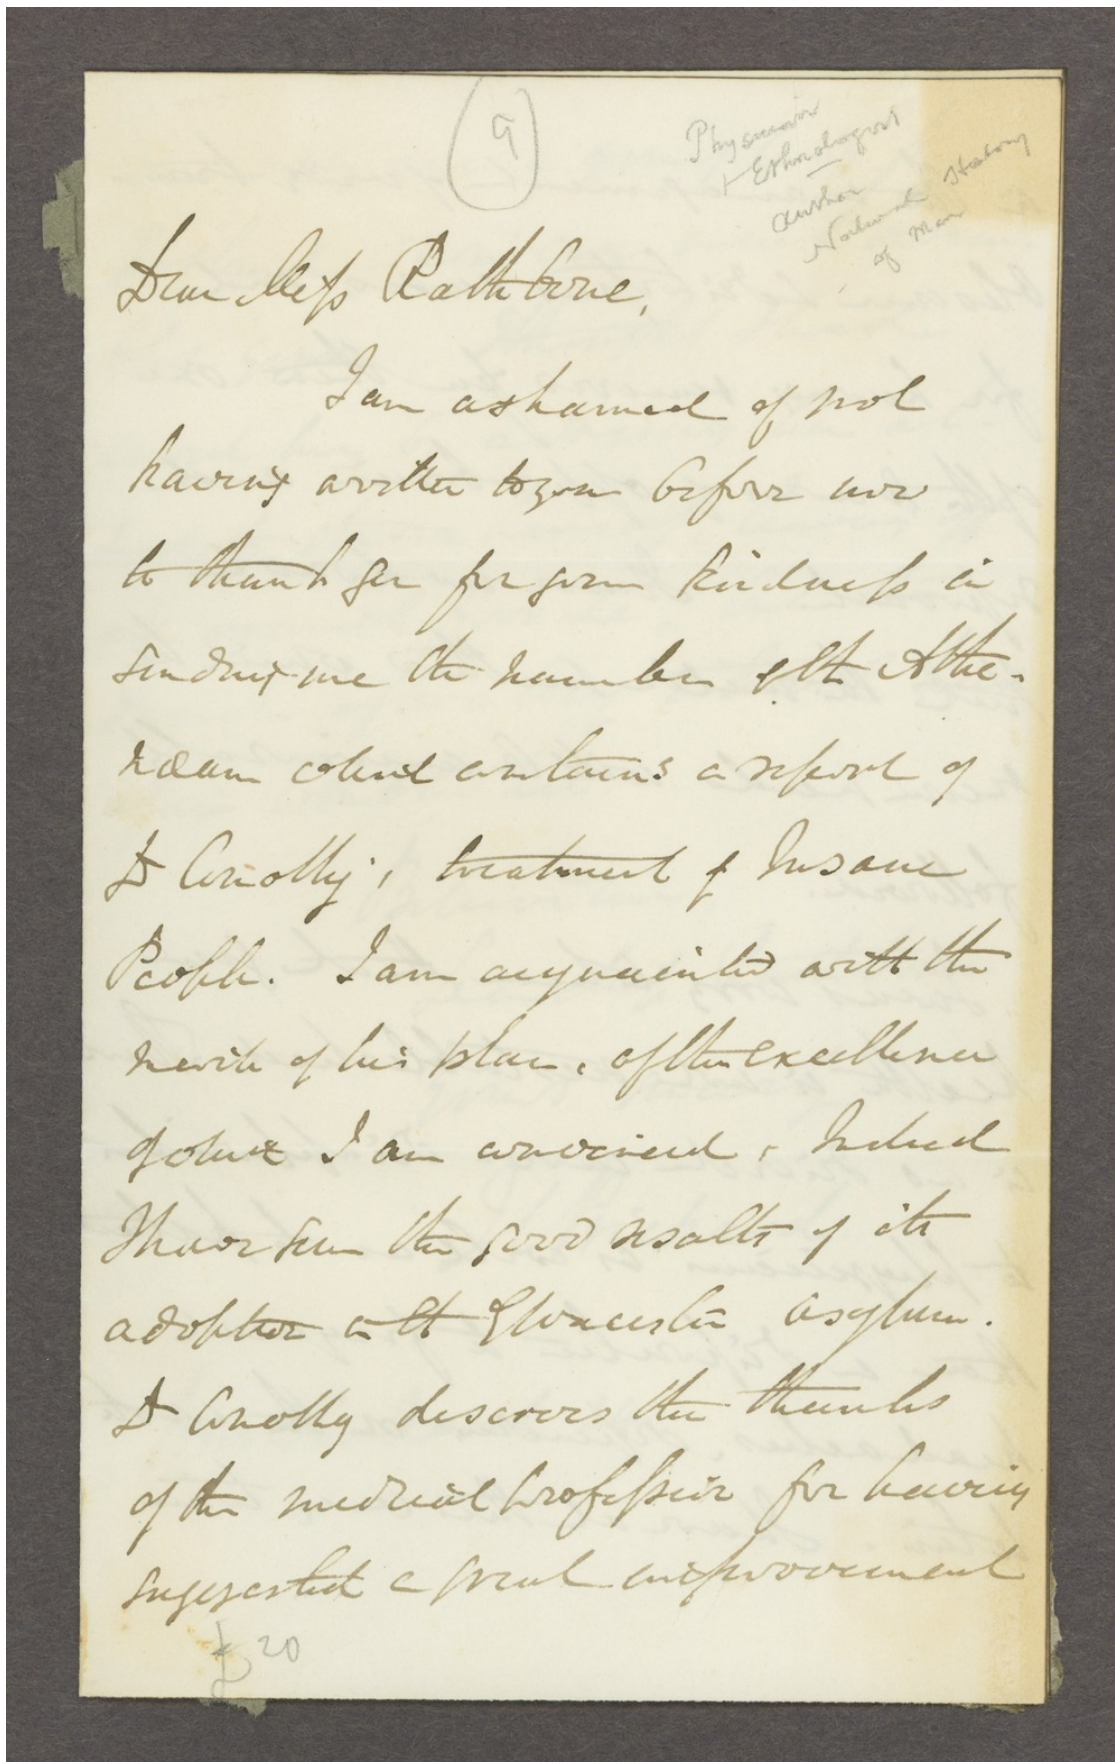 9
Physician
+ Ethnologist
author
Natural History
of Man
Dear Miss Rathbone,
I am ashamed of not
having written to you before now
to thank you for your kindness in
sending me the number of the Athe-
næum which contains a report of
Dr Conolly's treatment of Insane
People. I am acquainted with the
merits of his plan, of the excellence
of which I am convinced, Indeed
I have seen the good results of its
adoption in the Gloucester asylum.
Dr Conolly deserves the thanks
of the medical profession for having
suggested a great improvement
£20